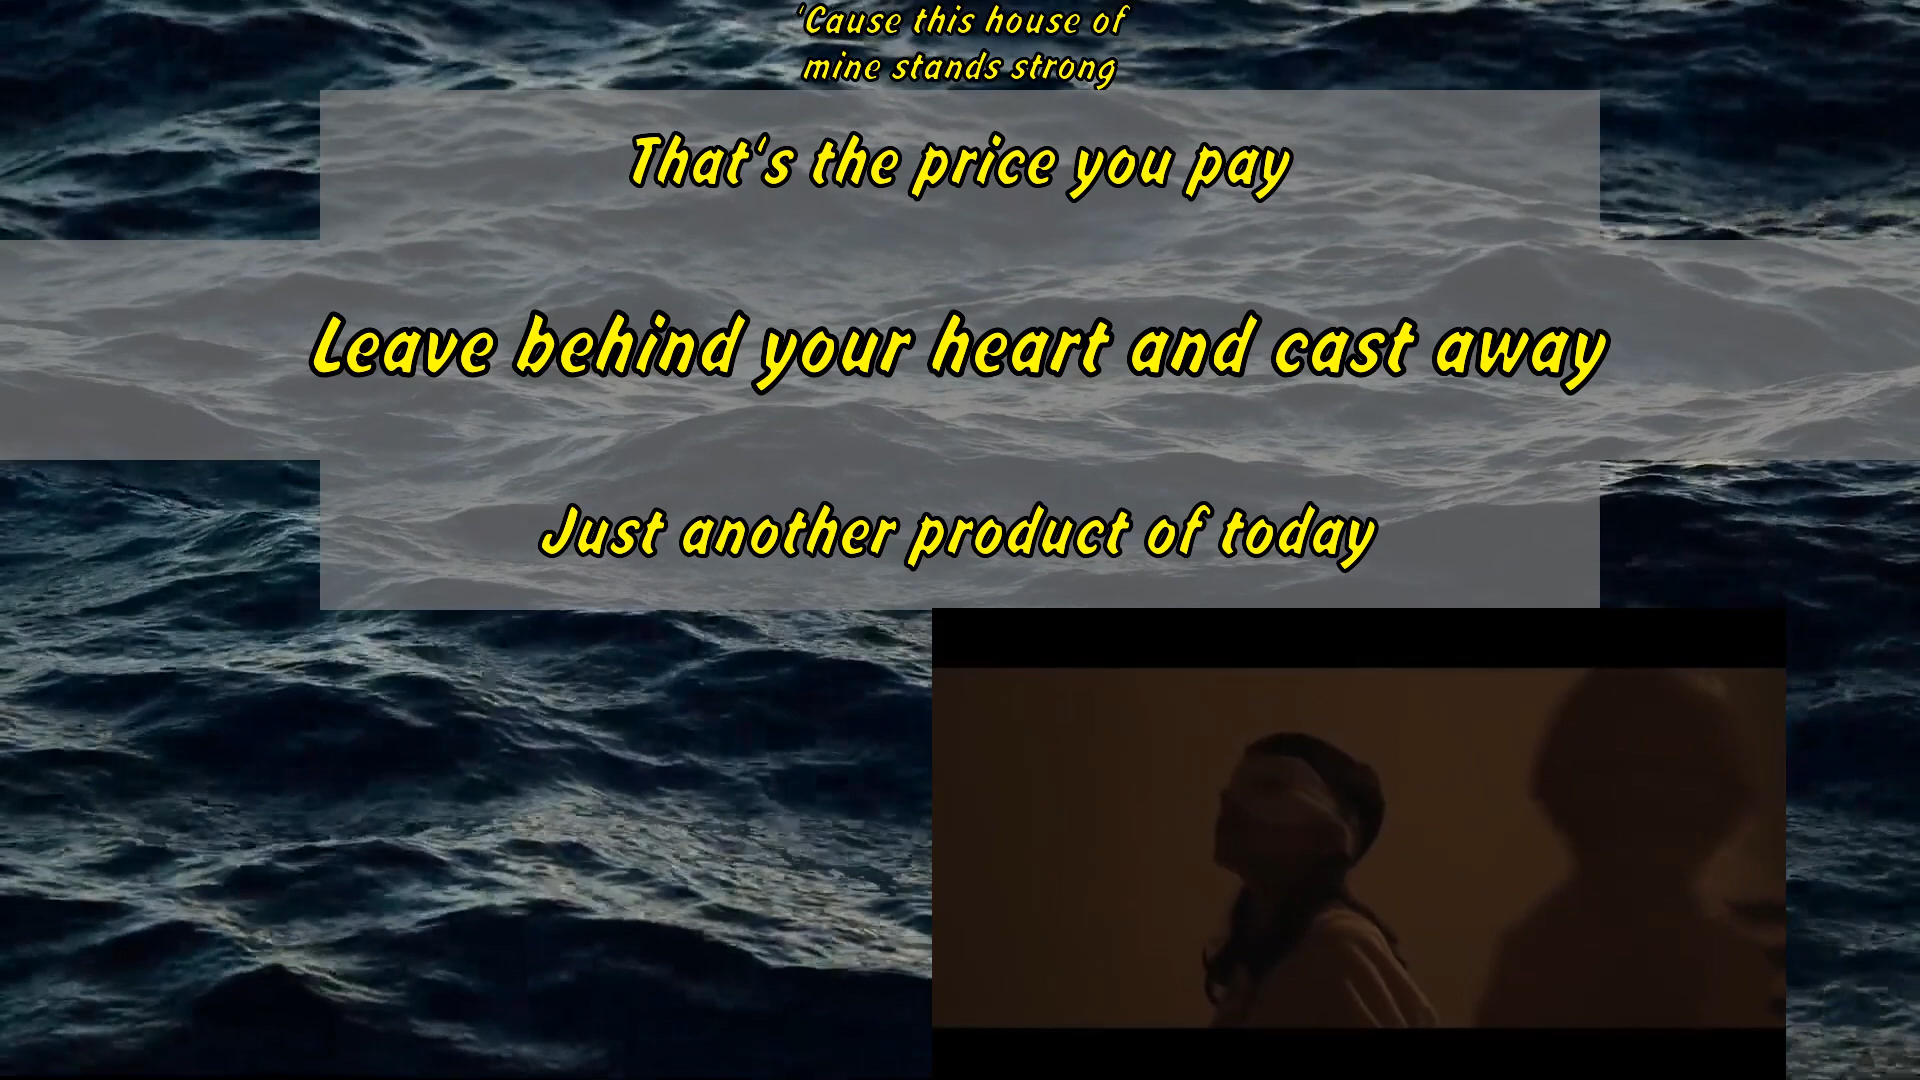 'Cause this house of
mine stands strong
That's the price you pay
Leave behind your heart and cast away
Just another product of today